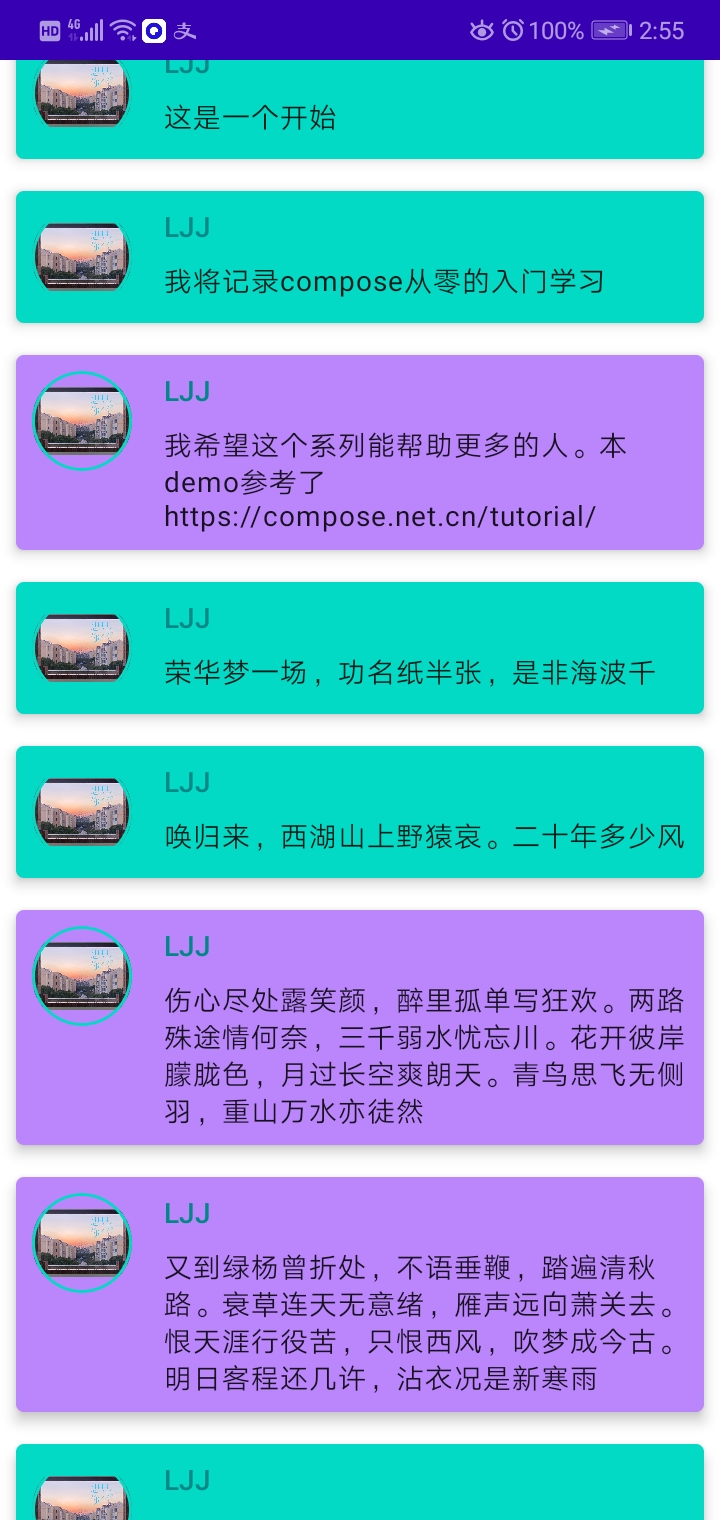 HD 4G 支 100% 2:55
LJJ
这是一个开始
LJJ
我将记录compose从零的入门学习
LJJ
我希望这个系列能帮助更多的人。本
demo参考了
https://compose.net.cn/tutorial/
LJJ
荣华梦一场，功名纸半张，是非海波千
LJJ
唤归来，西湖山上野猿哀。二十年多少风
LJJ
伤心尽处露笑颜，醉里孤单写狂欢。两路
殊途情何奈，三千弱水忧忘川。花开彼岸
朦胧色，月过长空爽朗天。青鸟思飞无侧
羽，重山万水亦徒然
LJJ
又到绿杨曾折处，不语垂鞭，踏遍清秋
路。衰草连天无意绪，雁声远向萧关去。
恨天涯行役苦，只恨西风，吹梦成今古。
明日客程还几许，沾衣况是新寒雨
LJJ